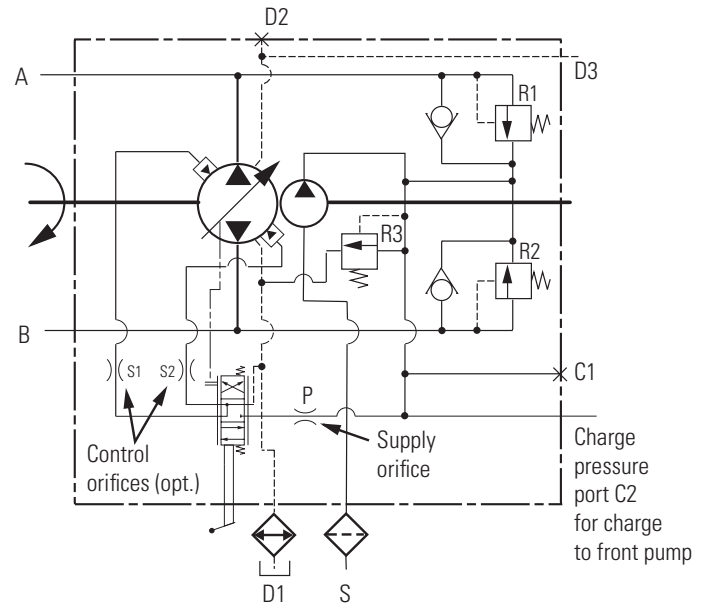 D2
D3
A
R1
R3
R2
B
C1
S1
S2
P
Control
orifices (opt.)
Supply
orifice
Charge
pressure
port C2
for charge
to front pump
D1
S